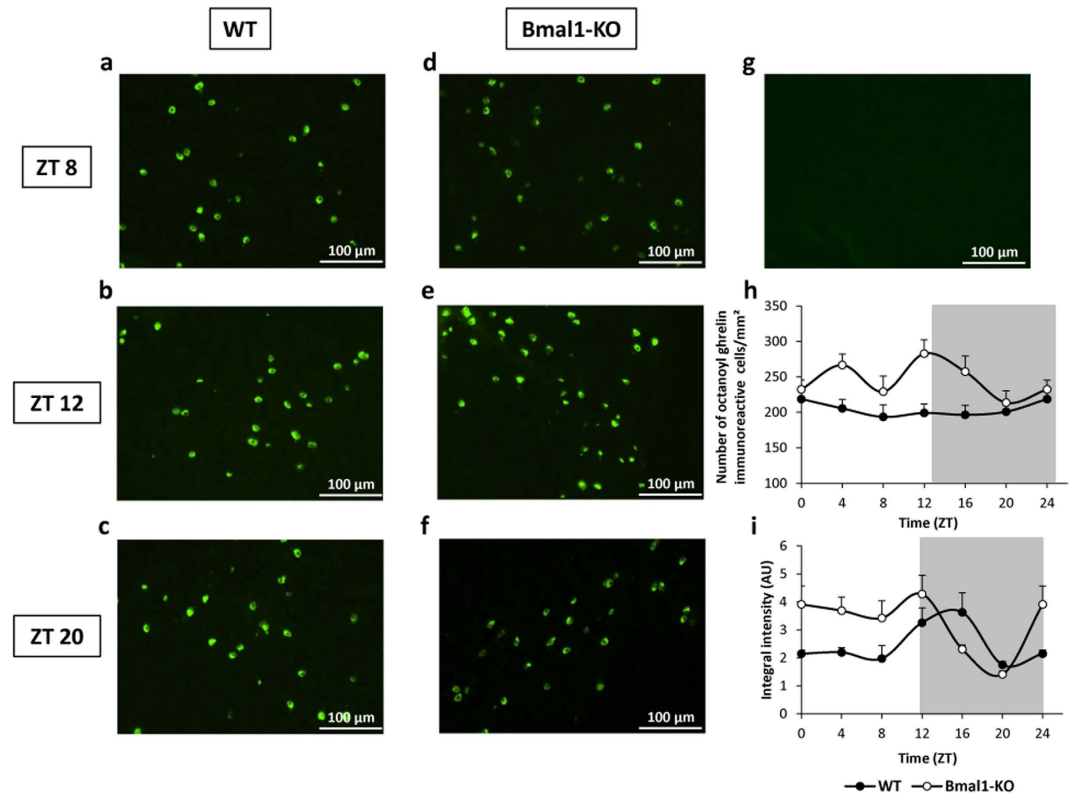 WT
Bmal1-KO
a
d
g
ZT 8
100 µm
100 µm
100 µm
b
e
h
ZT 12
100 µm
100 µm
Number of octanoyl ghrelin
immunoreactive cells/mm²
350
300
250
200
150
100
0 4 8 12 16 20 24
Time (ZT)
c
f
i
ZT 20
100 µm
100 µm
Integral intensity (AU)
6
5
4
3
2
1
0
0 4 8 12 16 20 24
Time (ZT)
WT Bmal1-KO